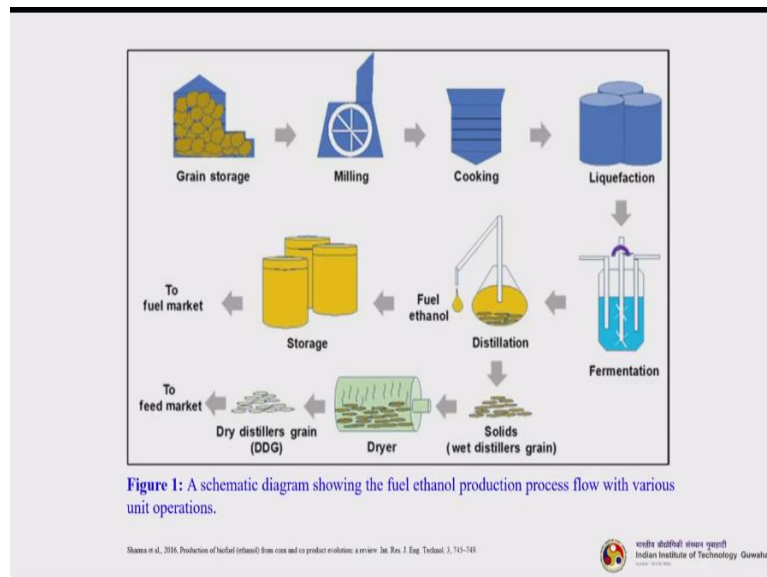 Grain storage
Milling
Cooking
Liquefaction
To
fuel market
Storage
Fuel
ethanol
Distillation
Fermentation
To
feed market
Dry distillers grain
(DDG)
Dryer
Solids
(wet distillers grain)
Figure 1: A schematic diagram showing the fuel ethanol production process flow with various
unit operations.
Sharma et al., 2016. Production of biofuel (ethanol) from corn and co product evolution: a review. Int. Res. J. Eng. Technol. 3, 745–749.
भारतीय प्रौद्योगिकी संस्थान गुवाहाटी
Indian Institute of Technology Guwaha